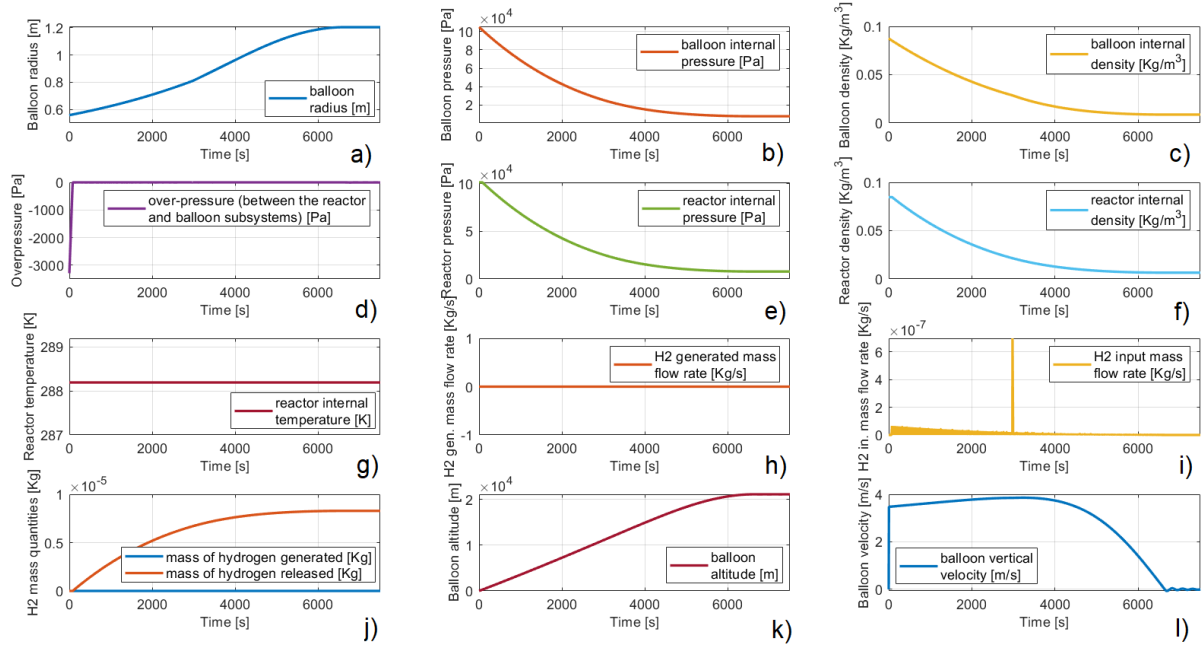 Balloon radius [m]
1.2
1
0.8
0.6
0
2000
4000
6000
Time [s]
balloon
radius [m]
a)
Balloon pressure [Pa]
×10⁴
10
8
6
4
2
0
2000
4000
6000
Time [s]
balloon internal
pressure [Pa]
b)
Balloon density [Kg/m³]
0.1
0.05
0
0
2000
4000
6000
Time [s]
balloon internal
density [Kg/m³]
c)
Overpressure [Pa]
0
-1000
-2000
-3000
0
2000
4000
6000
Time [s]
over-pressure (between the reactor
and balloon subsystems) [Pa]
d)
Reactor pressure [Pa]
×10⁴
10
5
0
0
2000
4000
6000
Time [s]
reactor internal
pressure [Pa]
e)
Reactor density [Kg/m³]
0.1
0.05
0
0
2000
4000
6000
Time [s]
reactor internal
density [Kg/m³]
f)
Reactor temperature [K]
289
288
287
0
2000
4000
6000
Time [s]
reactor internal
temperature [K]
g)
H2 gen. mass flow rate [Kg/s]
1
0
-1
0
2000
4000
6000
Time [s]
H2 generated mass
flow rate [Kg/s]
h)
H2 in. mass flow rate [Kg/s]
×10⁻⁷
6
4
2
0
0
2000
4000
6000
Time [s]
H2 input mass
flow rate [Kg/s]
i)
H2 mass quantities [Kg]
×10⁻⁵
1
0.5
0
0
2000
4000
6000
Time [s]
mass of hydrogen generated [Kg]
mass of hydrogen released [Kg]
j)
Balloon altitude [m]
×10⁴
2
1
0
0
2000
4000
6000
Time [s]
balloon
altitude [m]
k)
Balloon velocity [m/s]
4
2
0
0
2000
4000
6000
Time [s]
balloon vertical
velocity [m/s]
l)